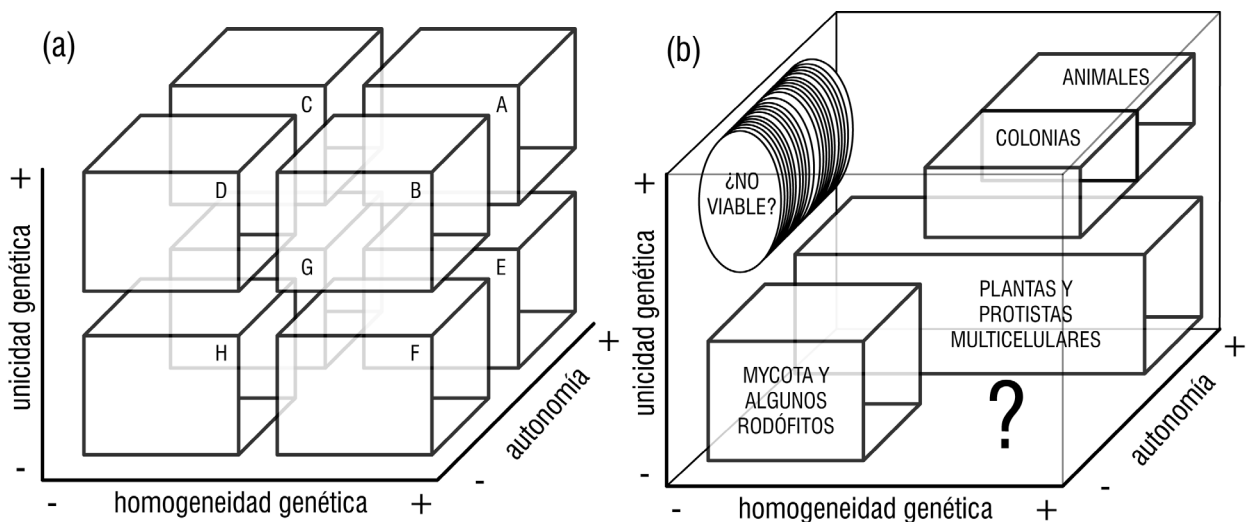 (a)
C
A
D
B
G
E
H
F
+
unicidad genética
-
-
homogeneidad genética
+
-
autonomía
+
(b)
ANIMALES
COLONIAS
¿NO
VIABLE?
PLANTAS Y
PROTISTAS
MULTICELULARES
MYCOTA Y
ALGUNOS
RODÓFITOS
?
+
unicidad genética
-
-
homogeneidad genética
+
-
autonomía
+